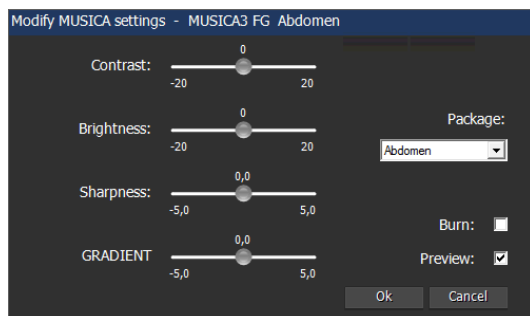 Modify MUSICA settings - MUSICA3 FG Abdomen
0
Contrast:
-20 20
0
Brightness:
-20 20
Package:
Abdomen
0,0
Sharpness:
-5,0 5,0
Burn:
0,0
GRADIENT
Preview:
-5,0 5,0
Ok Cancel